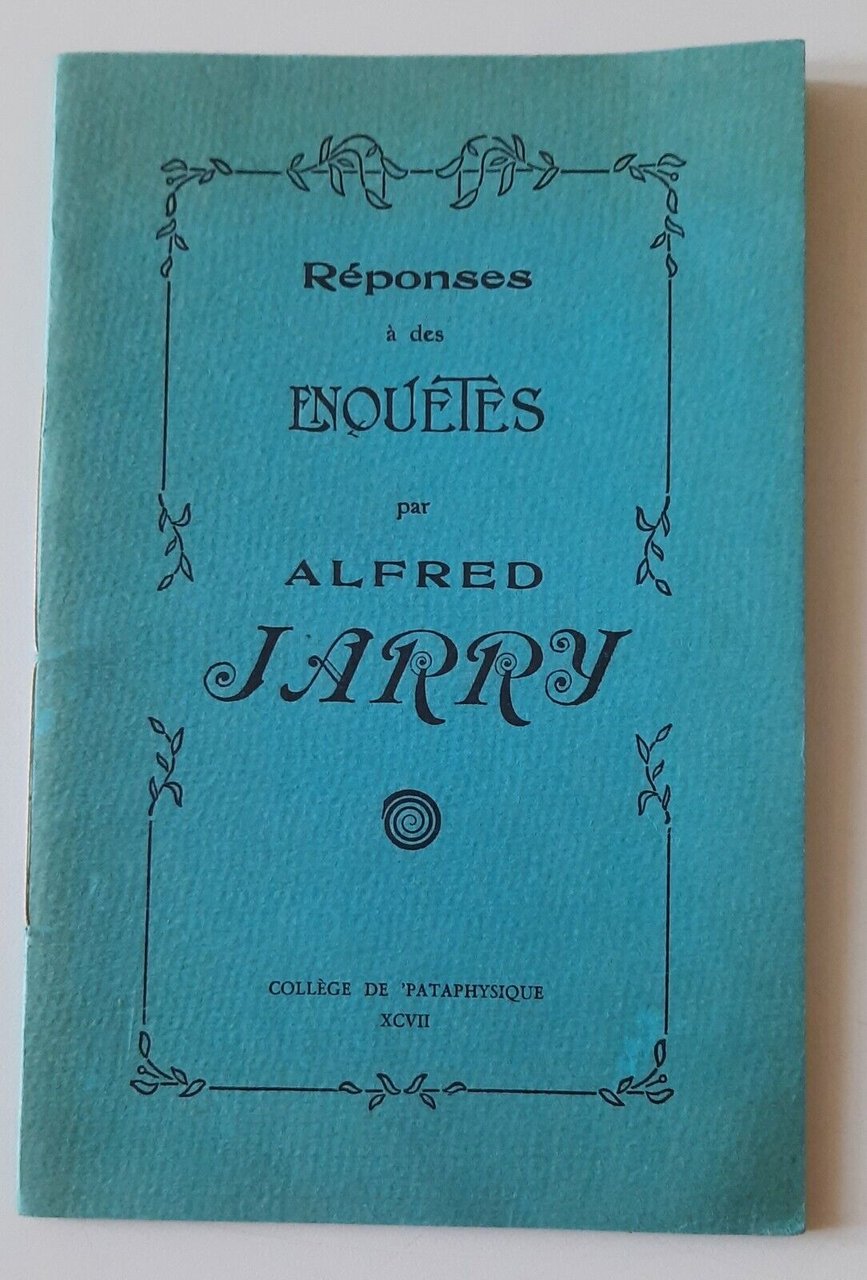 Réponses
à des
ENQUÊTES
par
ALFRED
JARRY
COLLÈGE DE 'PATAPHYSIQUE
XCVII